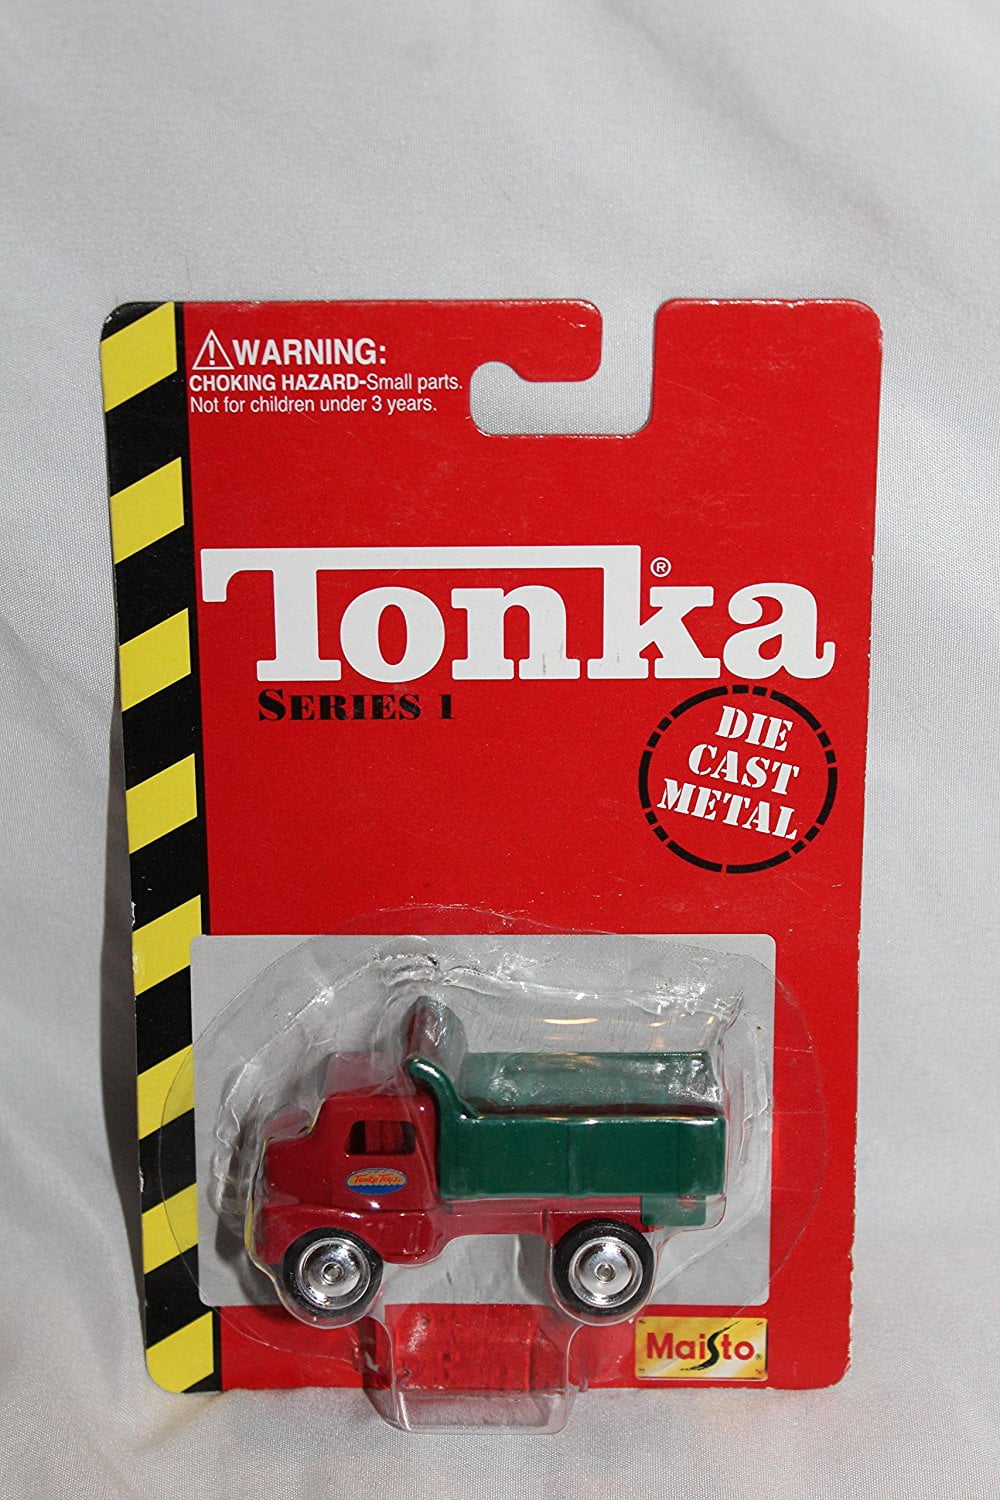 WARNING:
CHOKING HAZARD-Small parts.
Not for children under 3 years.
Tonka®
SERIES 1
DIE
CAST
METAL
Tonka Toys
Maisto®